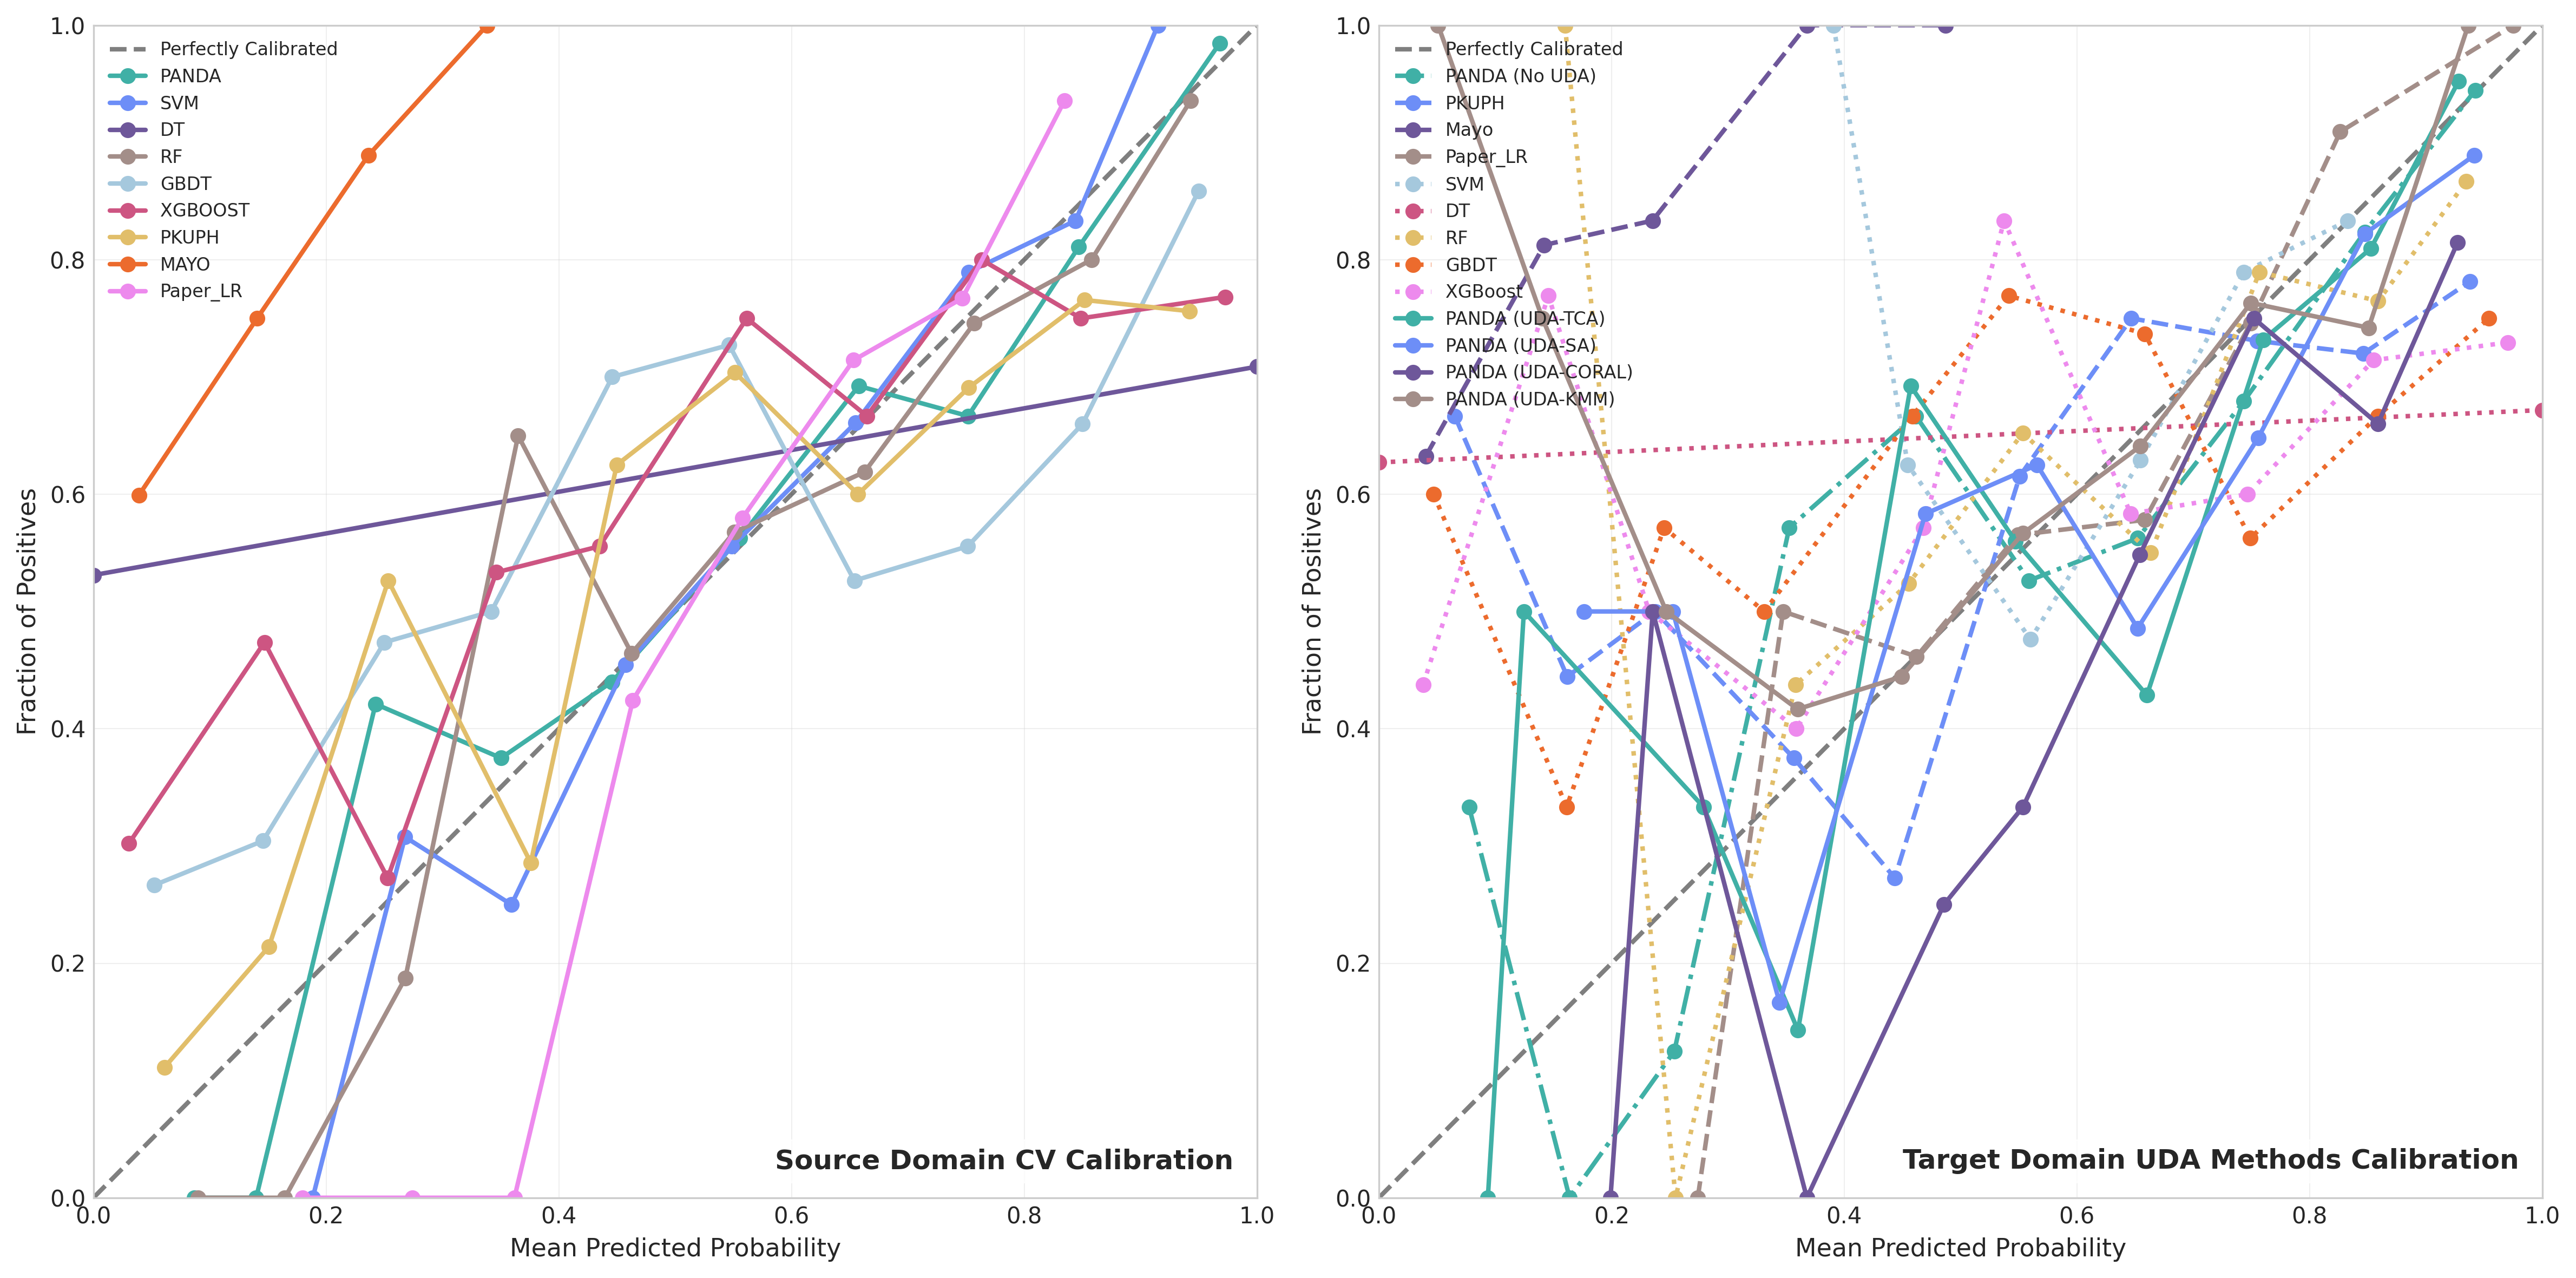 1.0
0.8
0.6
0.4
0.2
0.0
Fraction of Positives
Perfectly Calibrated
PANDA
SVM
DT
RF
GBDT
XGBOOST
PKUPH
MAYO
Paper_LR
Source Domain CV Calibration
0.0 0.2 0.4 0.6 0.8 1.0
Mean Predicted Probability
1.0
0.8
0.6
0.4
0.2
0.0
Fraction of Positives
Perfectly Calibrated
PANDA (No UDA)
PKUPH
Mayo
Paper_LR
SVM
DT
RF
GBDT
XGBoost
PANDA (UDA-TCA)
PANDA (UDA-SA)
PANDA (UDA-CORAL)
PANDA (UDA-KMM)
Target Domain UDA Methods Calibration
0.0 0.2 0.4 0.6 0.8 1.0
Mean Predicted Probability